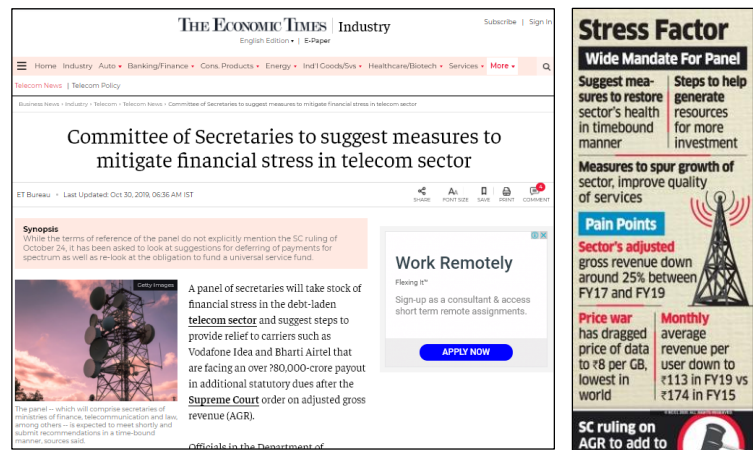 THE ECONOMIC TIMES | Industry
English Edition | E-Paper
Subscribe | Sign In
Home Industry Auto Banking/Finance Cons. Products Energy Ind'l Goods/Svs Healthcare/Biotech Services More
Telecom News | Telecom Policy
Business News › Industry › Telecom › Telecom News › Committee of Secretaries to suggest measures to mitigate financial stress in telecom sector
Committee of Secretaries to suggest measures to
mitigate financial stress in telecom sector
ET Bureau • Last Updated: Oct 30, 2019, 06:36 AM IST
SHARE FONT SIZE SAVE PRINT COMMENT
4
Synopsis
While the terms of reference of the panel do not explicitly mention the SC ruling of
October 24, it has been asked to look at suggestions for deferring of payments for
spectrum as well as re-look at the obligation to fund a universal service fund.
Getty Images
The panel -- which will comprise secretaries of
ministries of finance, telecommunication and law,
among others -- is expected to meet shortly and
submit recommendations in a time-bound
manner, sources said.
A panel of secretaries will take stock of
financial stress in the debt-laden
telecom sector and suggest steps to
provide relief to carriers such as
Vodafone Idea and Bharti Airtel that
are facing an over ?80,000-crore payout
in additional statutory dues after the
Supreme Court order on adjusted gross
revenue (AGR).
Officials in the Department of
Work Remotely
Flexing It™
Sign-up as a consultant & access
short term remote assignments.
APPLY NOW
Stress Factor
Wide Mandate For Panel
Suggest mea-
sures to restore
sector's health
in timebound
manner
Steps to help
generate
resources
for more
investment
Measures to spur growth of
sector, improve quality
of services
Pain Points
Sector's adjusted
gross revenue down
around 25% between
FY17 and FY19
Price war
has dragged
price of data
to ₹8 per GB,
lowest in
world
Monthly
average
revenue per
user down to
₹113 in FY19 vs
₹174 in FY15
SC ruling on
AGR to add to